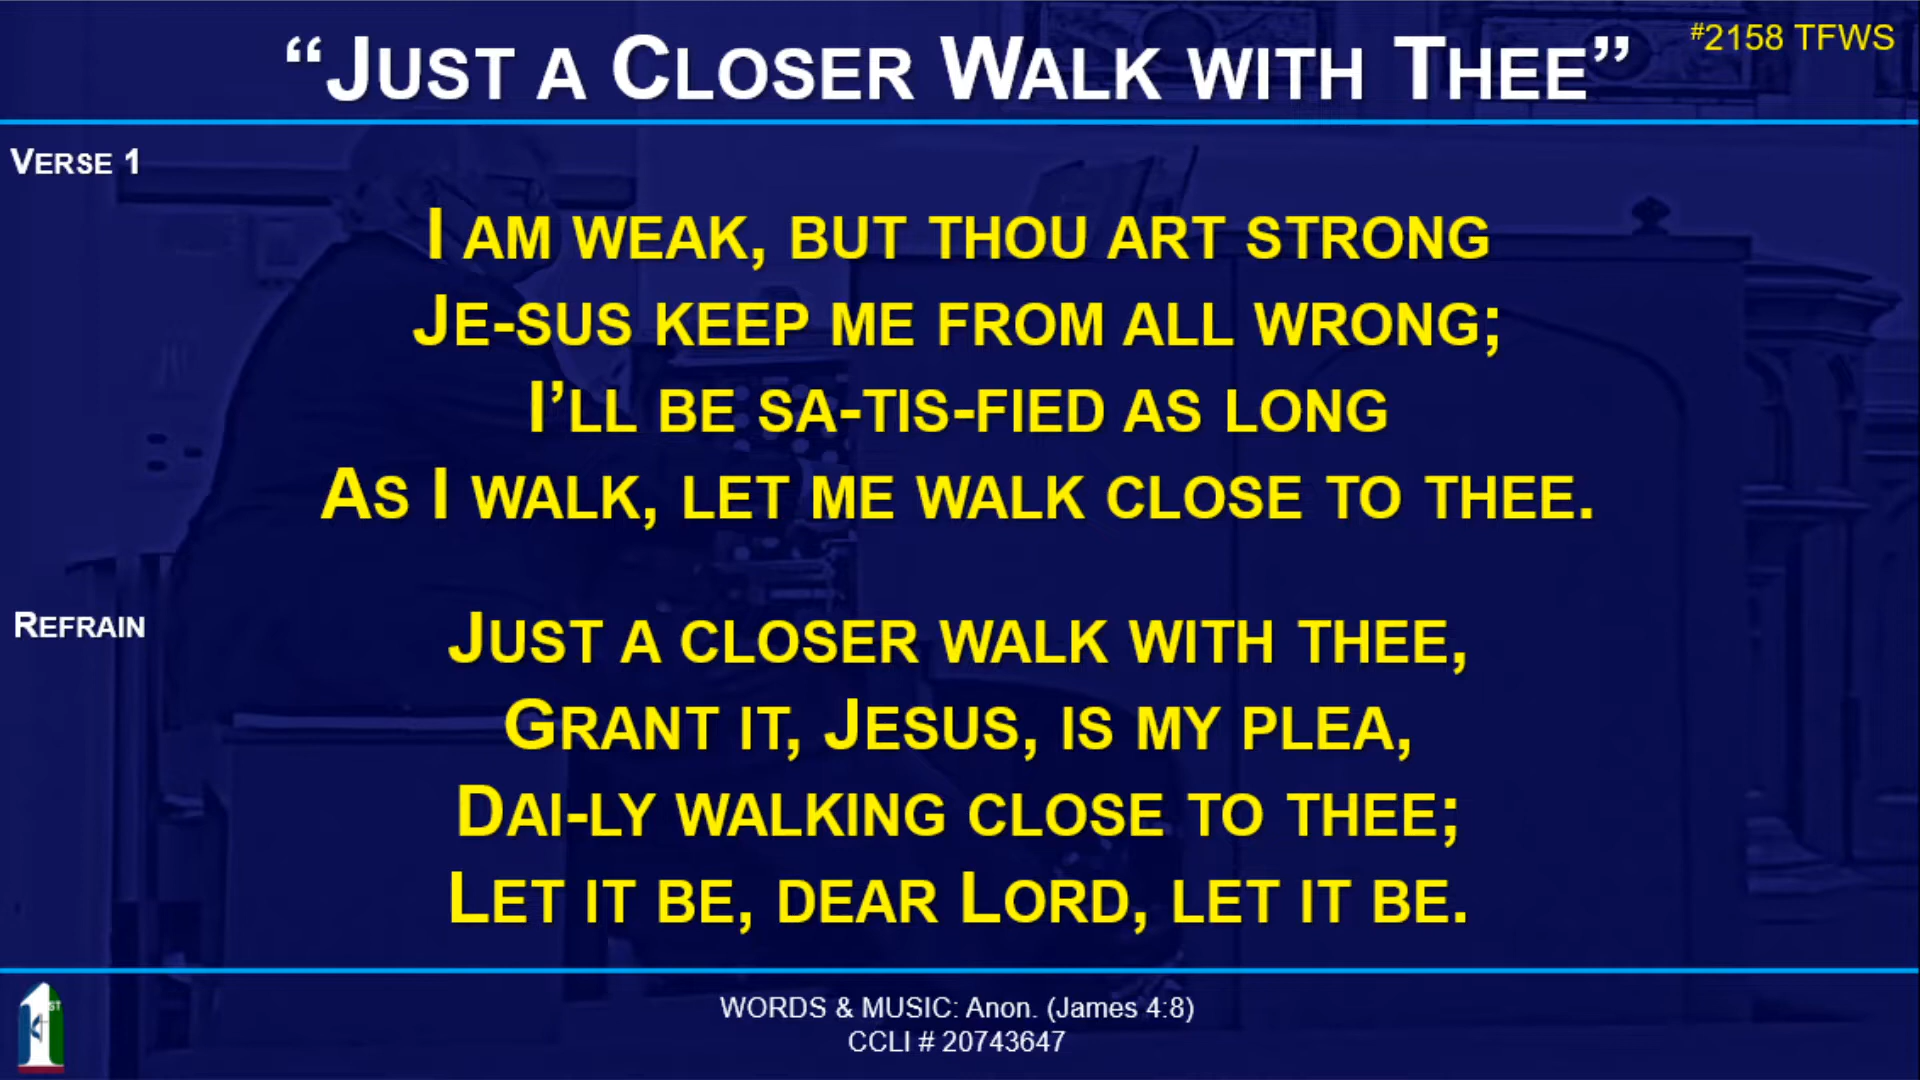 “Just a Closer Walk with Thee”
#2158 TFWS
Verse 1
I am weak, but thou art strong
Je-sus keep me from all wrong;
I’ll be sa-tis-fied as long
As I walk, let me walk close to thee.
Refrain
Just a closer walk with thee,
Grant it, Jesus, is my plea,
Dai-ly walking close to thee;
Let it be, dear Lord, let it be.
1ST
WORDS & MUSIC: Anon. (James 4:8)
CCLI # 20743647